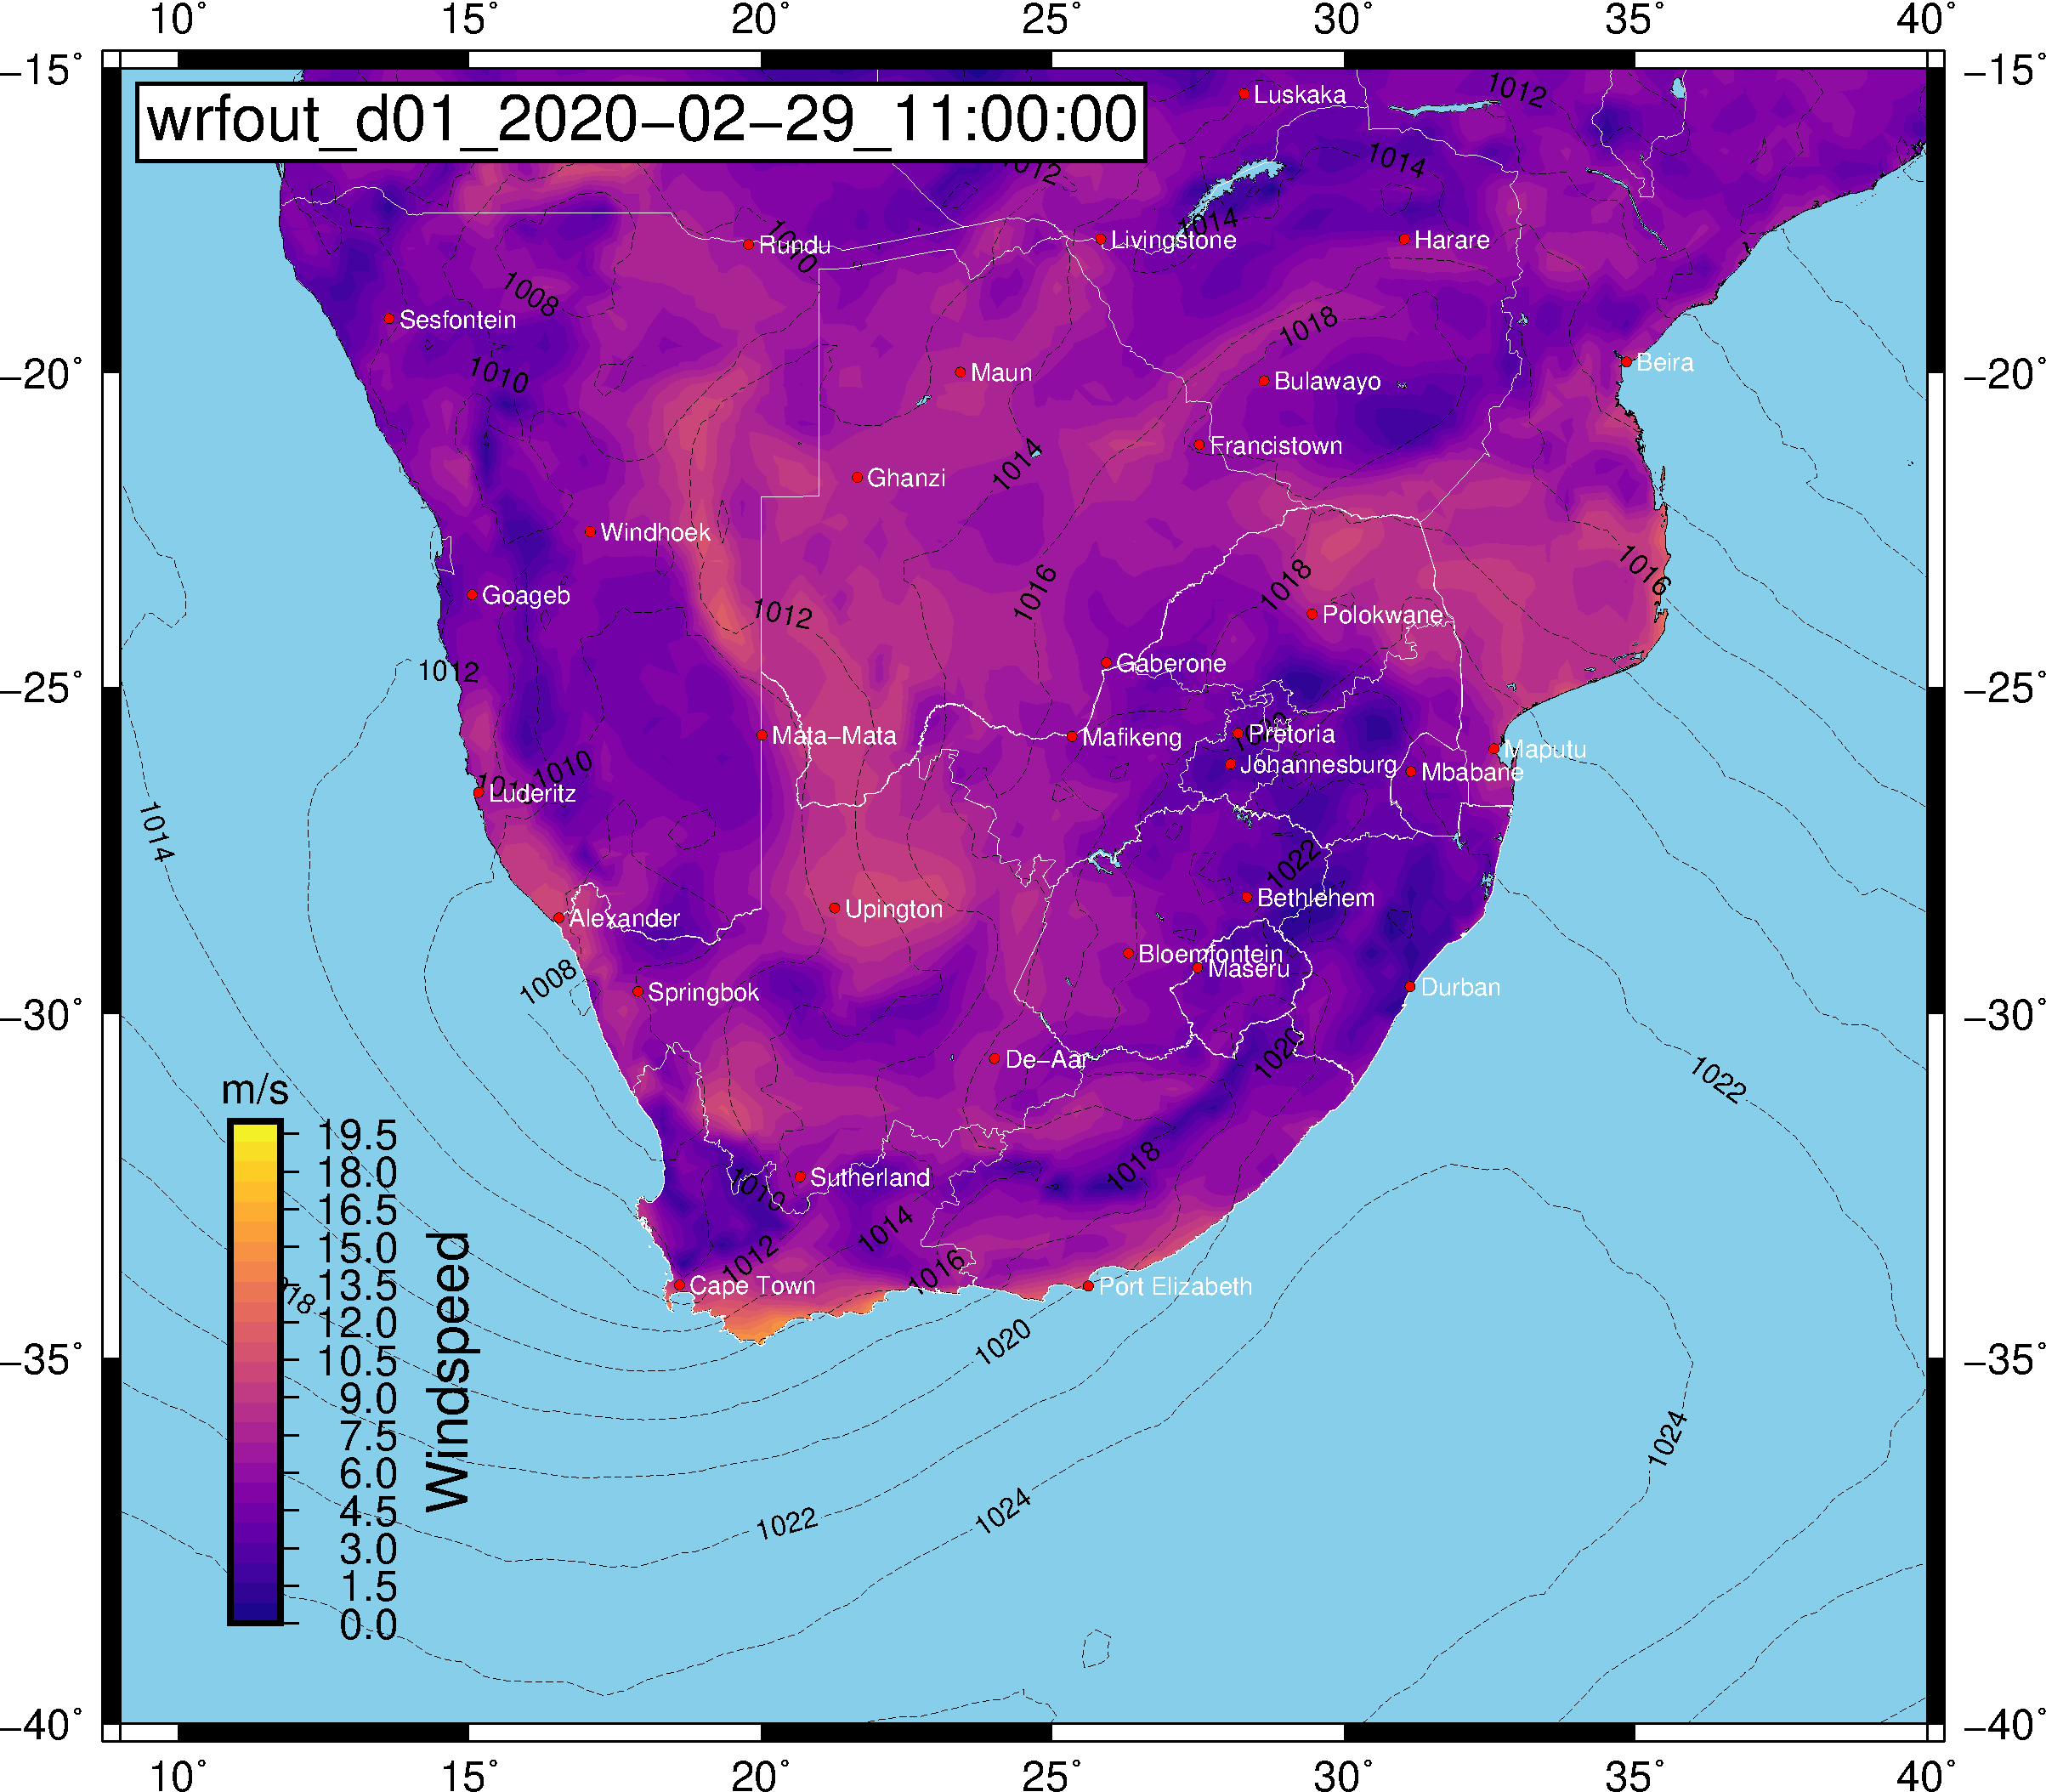 10° 15° 20° 25° 30° 35° 40°
−15° −15°
wrfout_d01_2020−02−29_11:00:00
1012
Luskaka
1014
1012
1014
Rundu
1010
Livingstone
Harare
1008
Sesfontein
1018
1010
Beira
−20° −20°
Maun
Bulawayo
Francistown
1014
Ghanzi
Windhoek
1016
1018
1016
Goageb
1012
Polokwane
1012
Gaberone
−25° −25°
Mata−Mata
Mafikeng
Pretoria
Maputu
Johannesburg
Mbabane
1010
Luderitz
1014
1022
Bethlehem
Alexander
Upington
Bloemfontein
Maseru
1008
Springbok
Durban
−30° −30°
1020
De−Aar
1022
m/s
19.5
18.0
16.5
15.0
13.5
12.0
10.5
9.0
7.5
6.0
4.5
3.0
1.5
0.0
Windspeed
1018
1010
Sutherland
1014
1012
1016
Cape Town
Port Elizabeth
1020
−35° −35°
1024
1024
1022
−40° −40°
10° 15° 20° 25° 30° 35° 40°